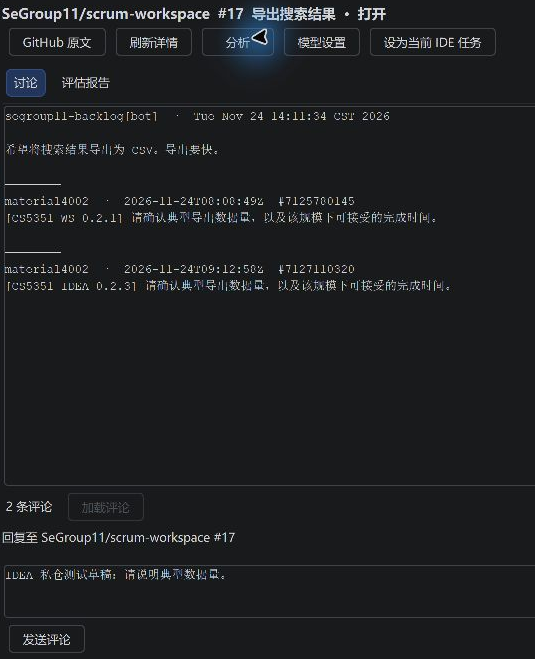 SeGroup11/scrum-workspace #17 导出搜索结果 • 打开
GitHub 原文 刷新详情 分析 模型设置 设为当前 IDE 任务
讨论 评估报告
segroup11-backlog[bot] · Tue Nov 24 14:11:34 CST 2026
希望将搜索结果导出为 CSV。导出要快。
material4002 · 2026-11-24T08:08:49Z #7125780145
[CS5351 WS 0.2.1] 请确认典型导出数据量，以及该规模下可接受的完成时间。
material4002 · 2026-11-24T09:12:58Z #7127110320
[CS5351 IDEA 0.2.3] 请确认典型导出数据量，以及该规模下可接受的完成时间。
2 条评论 加载评论
回复至 SeGroup11/scrum-workspace #17
IDEA 私仓测试草稿：请说明典型数据量。
发送评论